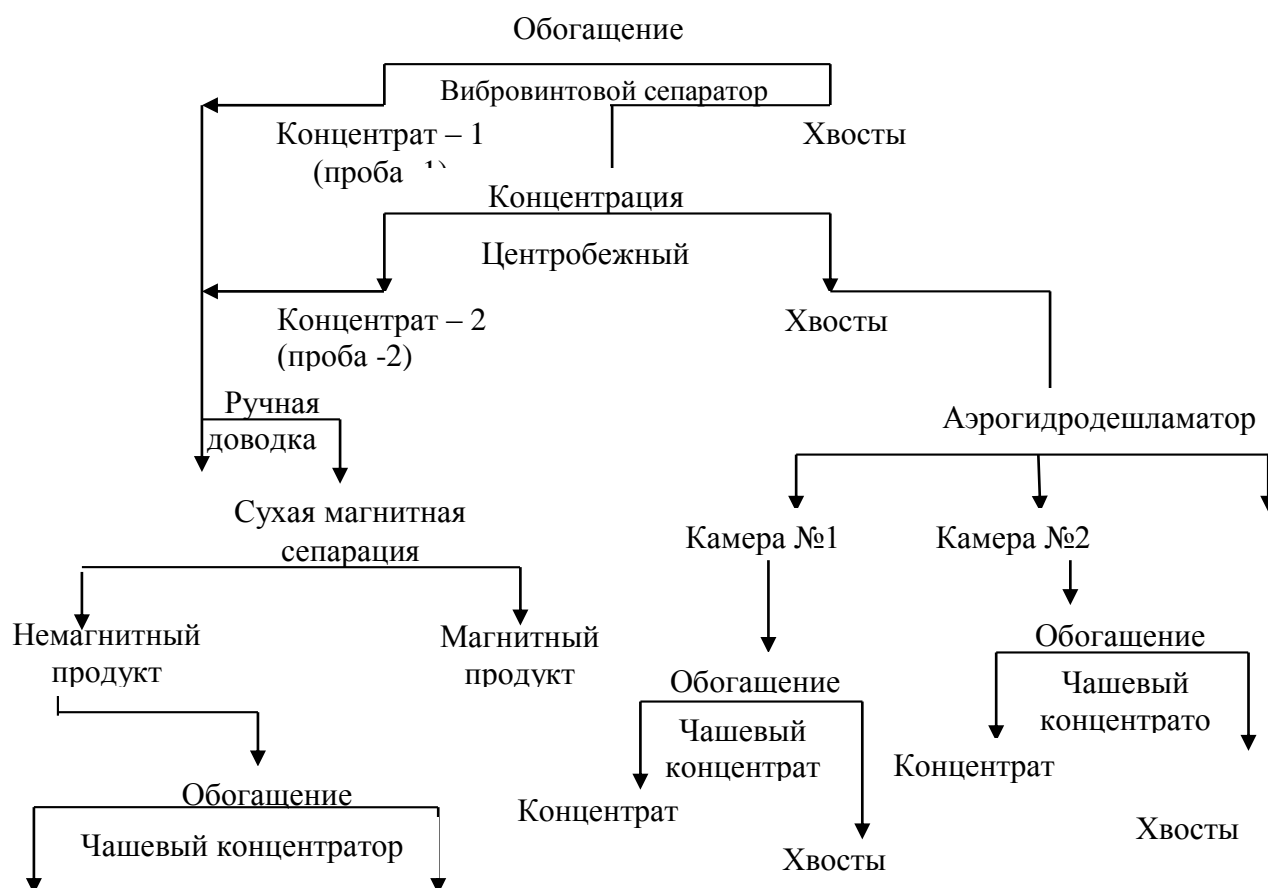 Обогащение
Вибровинтовой сепаратор
Концентрат – 1
Хвосты
(проба
Концентрация
Центробежный
Концентрат – 2
Хвосты
(проба -2)
Ручная
доводка
Аэрогидродешламатор
Сухая магнитная
сепарация
Камера №1
Камера №2
Немагнитный
продукт
Магнитный
продукт
Обогащение
Чашевый
концентрато
Обогащение
Чашевый
концентрат
Концентрат
Концентрат
Хвосты
Хвосты
Обогащение
Чашевый концентратор